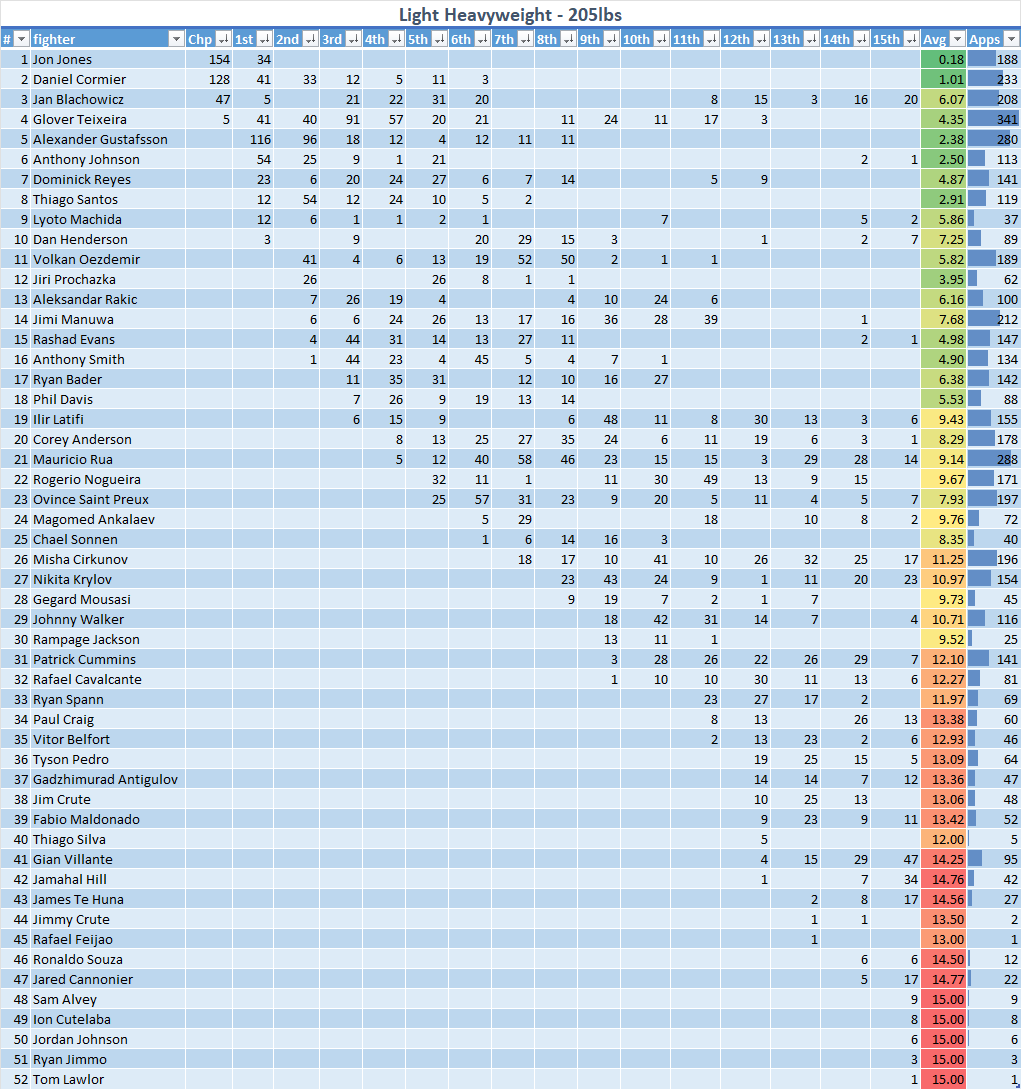 Light Heavyweight - 205lbs
# fighter Chp 1st 2nd 3rd 4th 5th 6th 7th 8th 9th 10th 11th 12th 13th 14th 15th Avg Apps
1 Jon Jones 154 34 0.18 188
2 Daniel Cormier 128 41 33 12 5 11 3 1.01 233
3 Jan Blachowicz 47 5 21 22 31 20 8 15 3 16 20 6.07 208
4 Glover Teixeira 5 41 40 91 57 20 21 11 24 11 17 3 4.35 341
5 Alexander Gustafsson 116 96 18 12 4 12 11 11 2.38 280
6 Anthony Johnson 54 25 9 1 21 2 1 2.50 113
7 Dominick Reyes 23 6 20 24 27 6 7 14 5 9 4.87 141
8 Thiago Santos 12 54 12 24 10 5 2 2.91 119
9 Lyoto Machida 12 6 1 1 2 1 7 5 2 5.86 37
10 Dan Henderson 3 9 20 29 15 3 1 2 7 7.25 89
11 Volkan Oezdemir 41 4 6 13 19 52 50 2 1 1 5.82 189
12 Jiri Prochazka 26 26 8 1 1 3.95 62
13 Aleksandar Rakic 7 26 19 4 4 10 24 6 6.16 100
14 Jimi Manuwa 6 6 24 26 13 17 16 36 28 39 1 7.68 212
15 Rashad Evans 4 44 31 14 13 27 11 2 1 4.98 147
16 Anthony Smith 1 44 23 4 45 5 4 7 1 4.90 134
17 Ryan Bader 11 35 31 12 10 16 27 6.38 142
18 Phil Davis 7 26 9 19 13 14 5.53 88
19 Ilir Latifi 6 15 9 6 48 11 8 30 13 3 6 9.43 155
20 Corey Anderson 8 13 25 27 35 24 6 11 19 6 3 1 8.29 178
21 Mauricio Rua 5 12 40 58 46 23 15 15 3 29 28 14 9.14 288
22 Rogerio Nogueira 32 11 1 11 30 49 13 9 15 9.67 171
23 Ovince Saint Preux 25 57 31 23 9 20 5 11 4 5 7 7.93 197
24 Magomed Ankalaev 5 29 18 10 8 2 9.76 72
25 Chael Sonnen 1 6 14 16 3 8.35 40
26 Misha Cirkunov 18 17 10 41 10 26 32 25 17 11.25 196
27 Nikita Krylov 23 43 24 9 1 11 20 23 10.97 154
28 Gegard Mousasi 9 19 7 2 1 7 9.73 45
29 Johnny Walker 18 42 31 14 7 4 10.71 116
30 Rampage Jackson 13 11 1 9.52 25
31 Patrick Cummins 3 28 26 22 26 29 7 12.10 141
32 Rafael Cavalcante 1 10 10 30 11 13 6 12.27 81
33 Ryan Spann 23 27 17 2 11.97 69
34 Paul Craig 8 13 26 13 13.38 60
35 Vitor Belfort 2 13 23 2 6 12.93 46
36 Tyson Pedro 19 25 15 5 13.09 64
37 Gadzhimurad Antigulov 14 14 7 12 13.36 47
38 Jim Crute 10 25 13 13.06 48
39 Fabio Maldonado 9 23 9 11 13.42 52
40 Thiago Silva 5 12.00 5
41 Gian Villante 4 15 29 47 14.25 95
42 Jamahal Hill 1 7 34 14.76 42
43 James Te Huna 2 8 17 14.56 27
44 Jimmy Crute 1 1 13.50 2
45 Rafael Feijao 1 13.00 1
46 Ronaldo Souza 6 6 14.50 12
47 Jared Cannonier 5 17 14.77 22
48 Sam Alvey 9 15.00 9
49 Ion Cutelaba 8 15.00 8
50 Jordan Johnson 6 15.00 6
51 Ryan Jimmo 3 15.00 3
52 Tom Lawlor 1 15.00 1